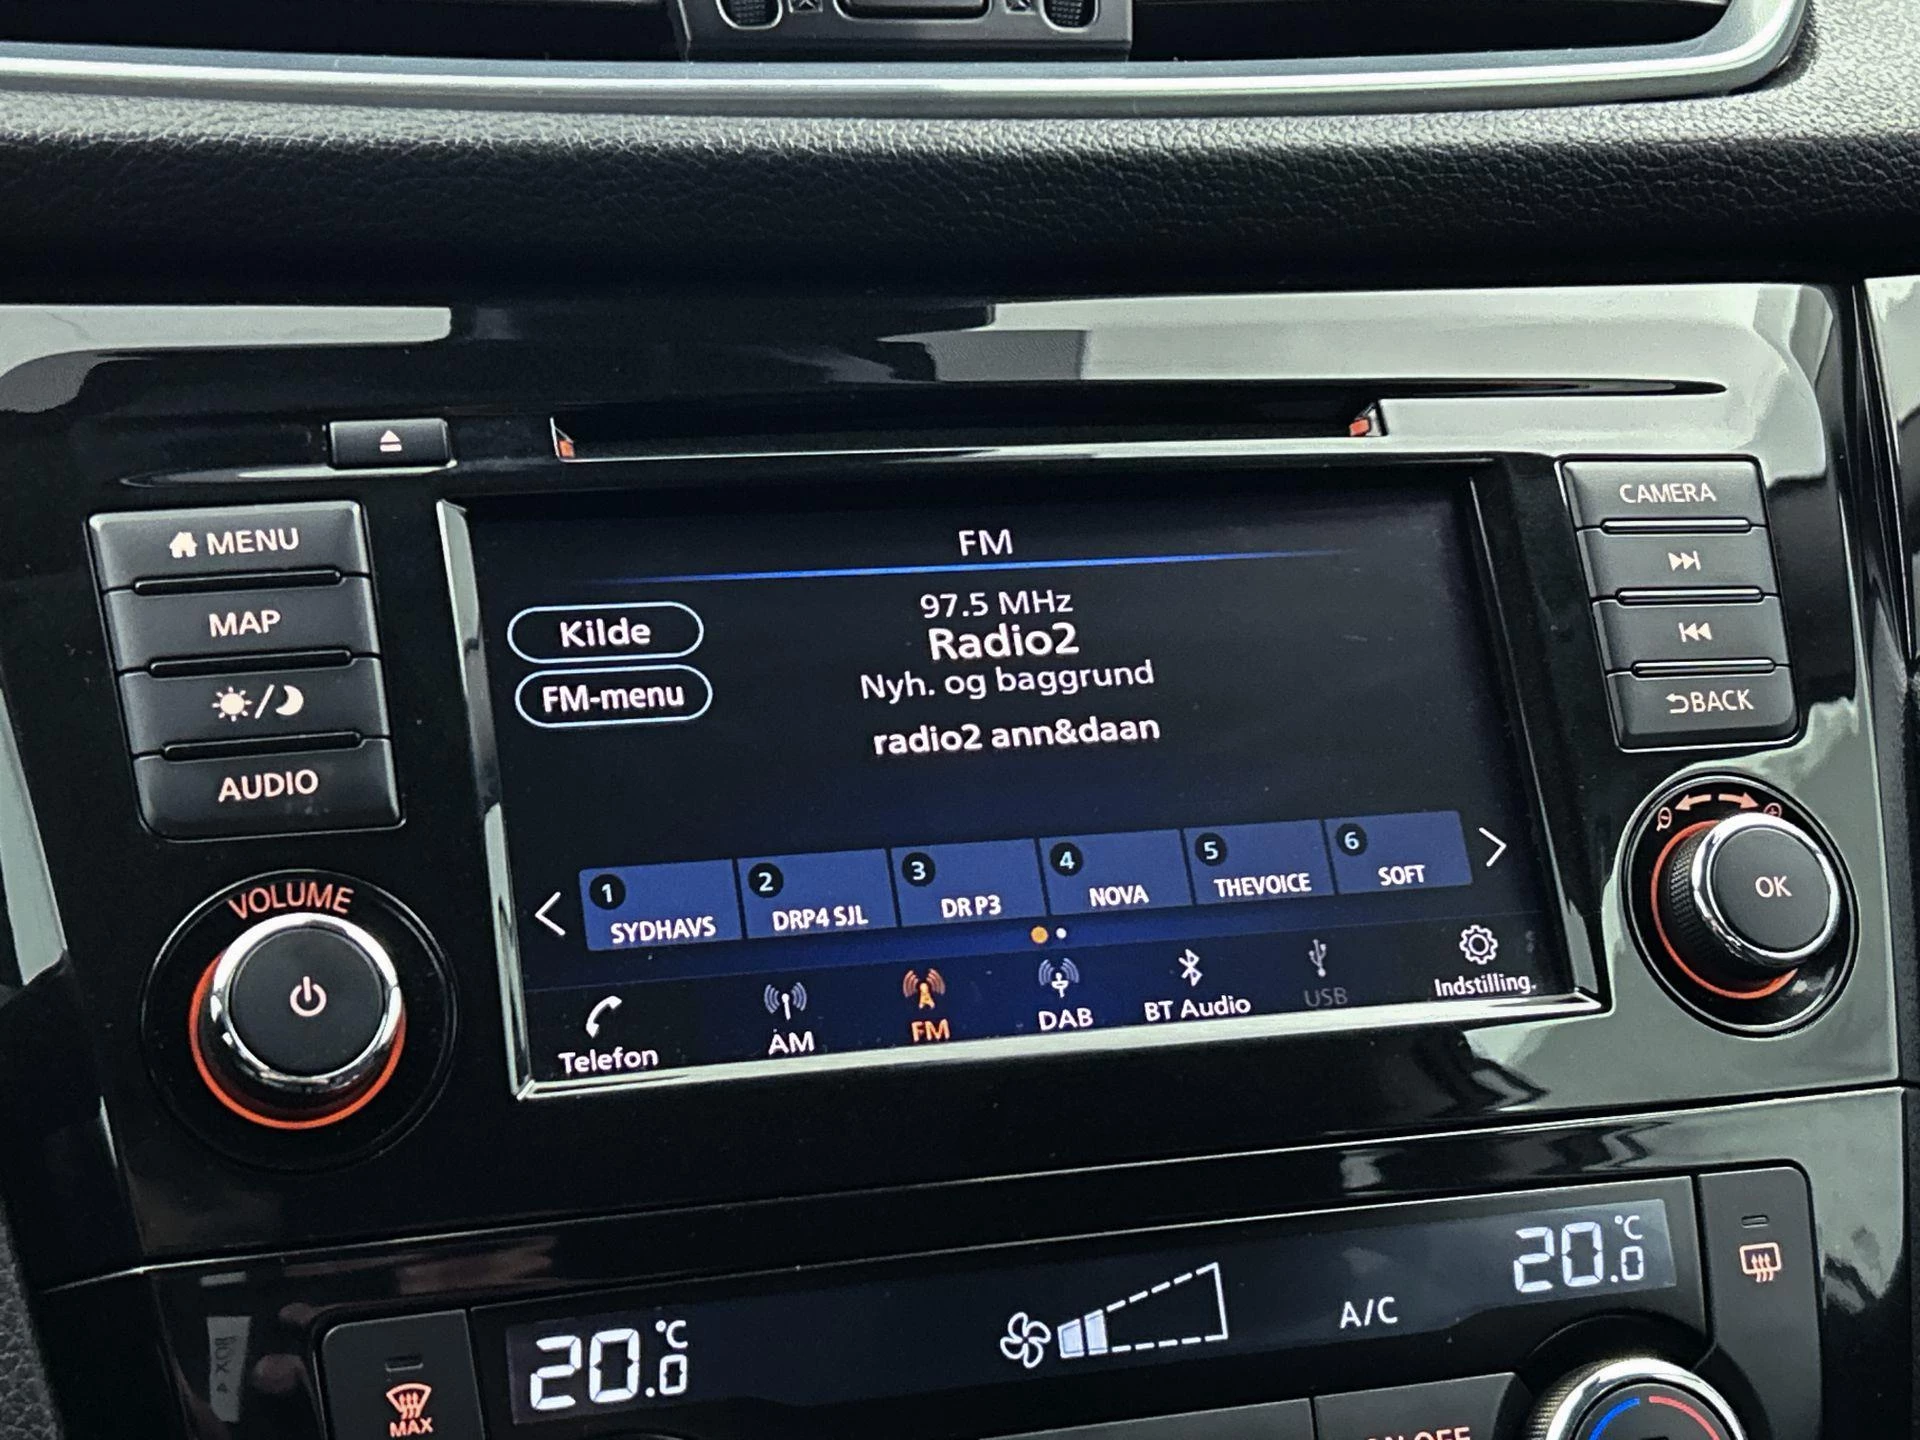 MENU
MAP
AUDIO
VOLUME
FM
97.5 MHz
Radio2
Nyh. og baggrund
radio2 ann&daan
Kilde
FM-menu
1 SYDHAVS
2 DRP4 SJL
3 DR P3
4 NOVA
5 THEVOICE
6 SOFT
Telefon
AM
FM
DAB
BT Audio
USB
Indstilling.
CAMERA
BACK
OK
20.0 °C
A/C
20.0 °C
MAX